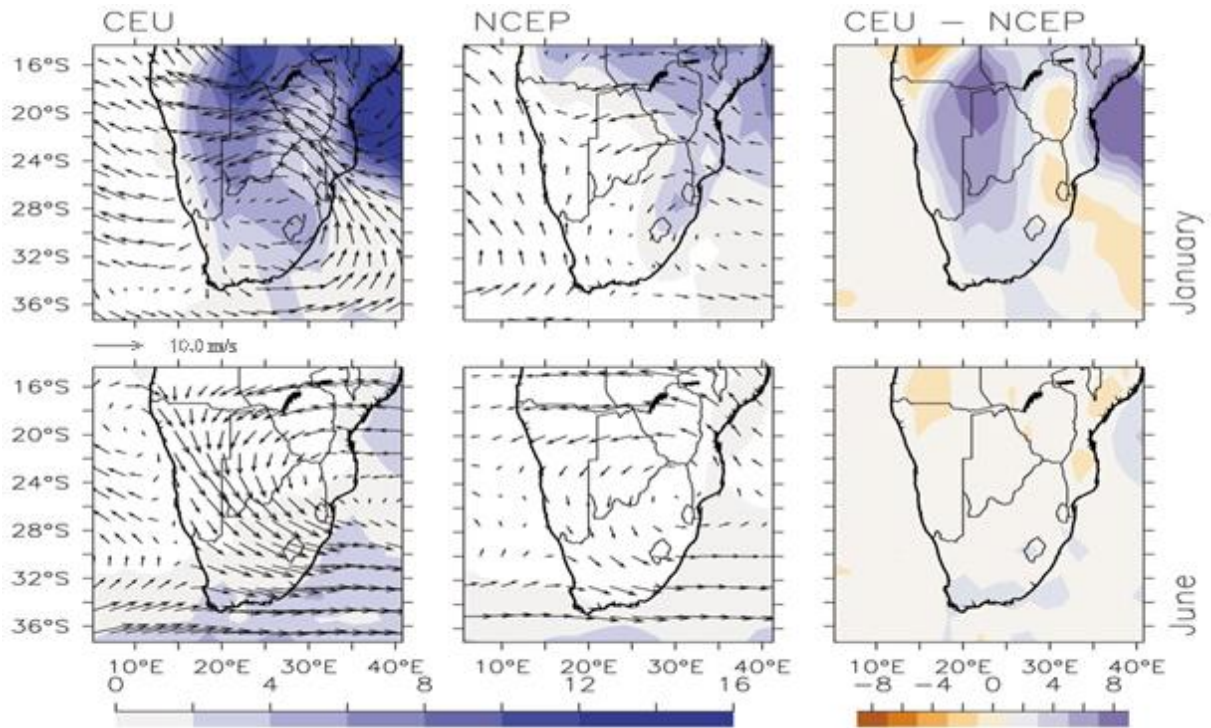 CEU NCEP CEU – NCEP
16°S
20°S
24°S
28°S
32°S
36°S
January
10.0 m/s
16°S
20°S
24°S
28°S
32°S
36°S
June
10°E 20°E 30°E 40°E 10°E 20°E 30°E 40°E 10°E 20°E 30°E 40°E
0 4 8 12 16 −8 −4 0 4 8